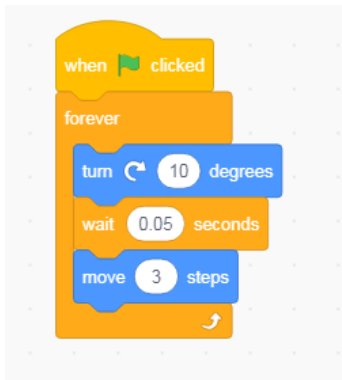 when clicked
forever
turn 10 degrees
wait 0.05 seconds
move 3 steps